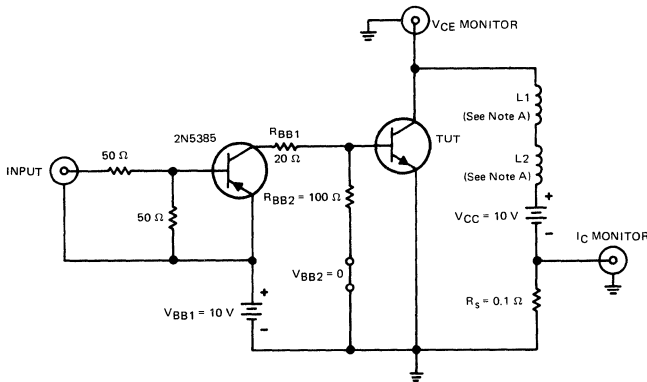 VCE MONITOR
L1
(See Note A)
2N5385
RBB1
20 Ω
TUT
50 Ω
INPUT
L2
(See Note A)
RBB2 = 100 Ω
50 Ω
+
VCC = 10 V
-
IC MONITOR
VBB2 = 0
+
VBB1 = 10 V
-
Rs = 0.1 Ω